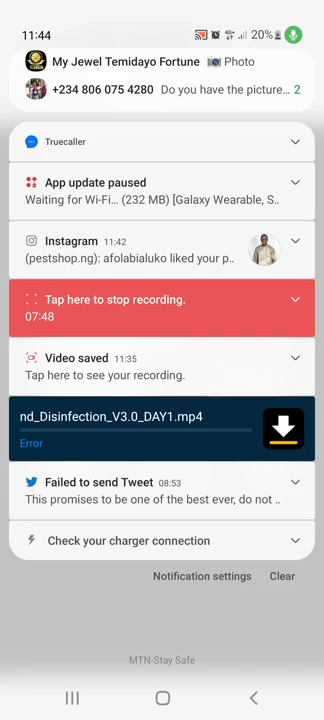 11:44
20%
My Jewel Temidayo Fortune 📷 Photo
+234 806 075 4280 Do you have the picture... 2
Truecaller
App update paused
Waiting for Wi-Fi... (232 MB) [Galaxy Wearable, S..
Instagram 11:42
(pestshop.ng): afolabialuko liked your p..
Tap here to stop recording.
07:48
Video saved 11:35
Tap here to see your recording.
nd_Disinfection_V3.0_DAY1.mp4
Error
Failed to send Tweet 08:53
This promises to be one of the best ever, do not ..
Check your charger connection
Notification settings Clear
MTN-Stay Safe